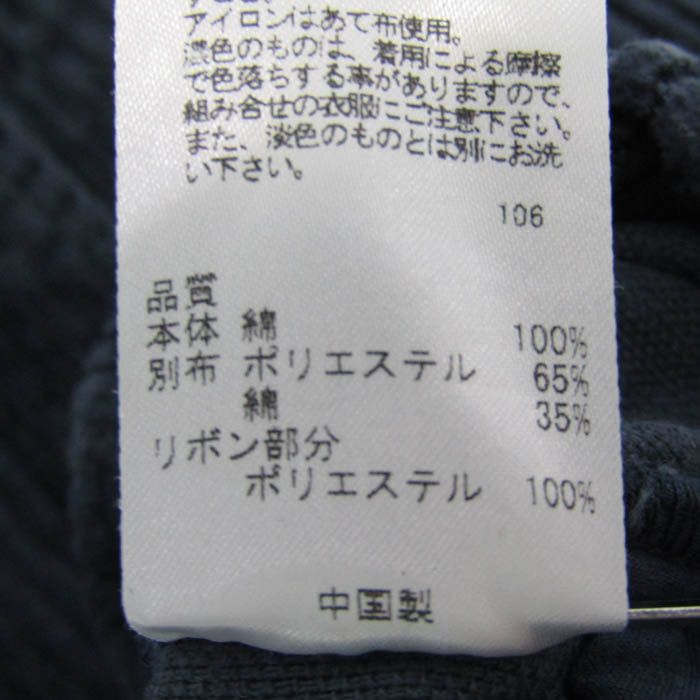 アイロンはあて布使用。
濃色のものは、着用による摩擦
で色落ちする事がありますので、
組み合せの衣服にご注意下さい。
また、淡色のものとは別にお洗
い下さい。
106
品質
本体 綿 100%
別布 ポリエステル 65%
綿 35%
リボン部分
ポリエステル 100%
中国製